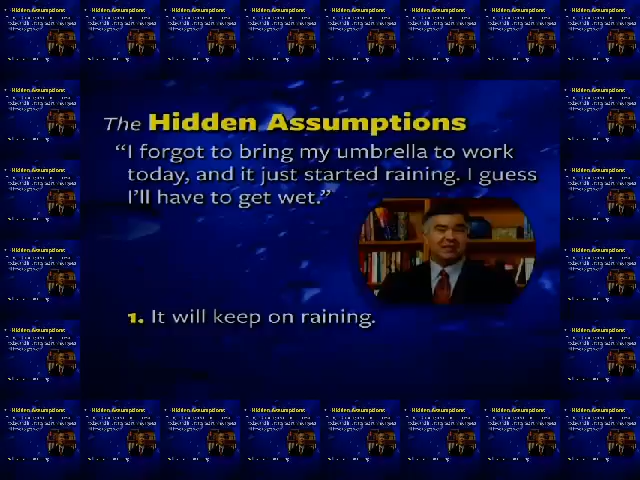 The Hidden Assumptions
“I forgot to bring my umbrella to work
today, and it just started raining. I guess
I’ll have to get wet.”
1. It will keep on raining.